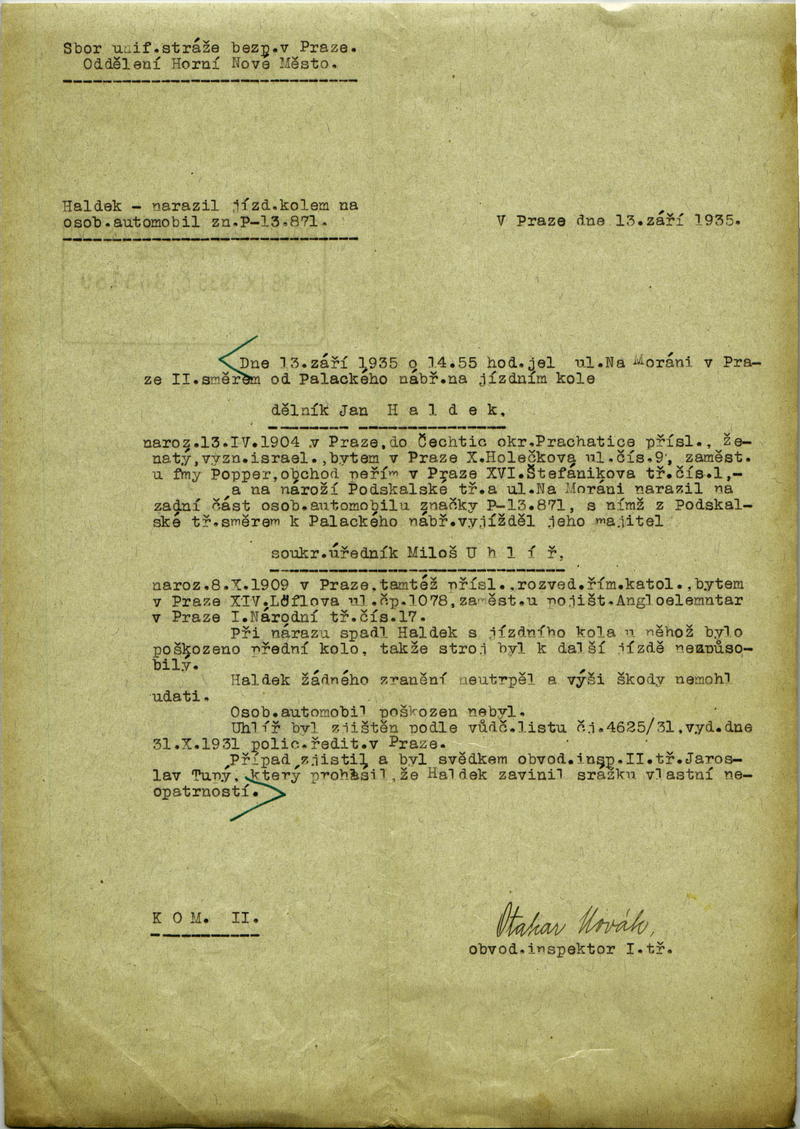 Sbor unif.stráže bezp.v Praze.
Oddělení Horní Nové Město.
Haldek - narazil jízd.kolem na
osob.automobil zn.P-13.871.
V Praze dne 13.září 1935.
Dne 13.září 1935 o 14.55 hod.jel ul.Na Moráni v Pra-
ze II.směrem od Palackého nábř.na jízdním kole
dělník Jan H a l d e k,
naroz.13.IV.1904 v Praze,do Čechtic okr.Prachatice přísl., že-
natý,vyzn.israel.,bytem v Praze X.Holečkova ul.čís.9, zaměst.
u fmy Popper,obchod peřím v Praze XVI.Štefánikova tř.čís.1,-
a na nároží Podskalské tř.a ul.Na Moráni narazil na
zadní část osob.automobilu značky P-13.871, s nímž z Podskal-
ské tř.směrem k Palackého nábř.vyjížděl jeho majitel
soukr.úředník Miloš U h l í ř,
naroz.8.X.1909 v Praze,tamtéž přísl.,rozved.řím.katol.,bytem
v Praze XIV.Löflova ul.čp.1078,zaměst.u pojišt.Angloelemntar
v Praze I.Národní tř.čís.17.
Při nárazu spadl Haldek s jízdního kola u něhož bylo
poškozeno přední kolo, takže stroj byl k další jízdě nezpůso-
bilý.
Haldek žádného zranění neutrpěl a výši škody nemohl
udati.
Osob.automobil poškozen nebyl.
Uhlíř byl zjištěn podle vůdč.listu č.j.4625/31,vyd.dne
31.X.1931 polic.ředit.v Praze.
Případ zjistil a byl svědkem obvod.insp.II.tř.Jaros-
lav Tupý, který prohlásil,že Haldek zavinil srážku vlastní ne-
opatrností.
K O M. II.
Otakar Novák,
obvod.inspektor I.tř.